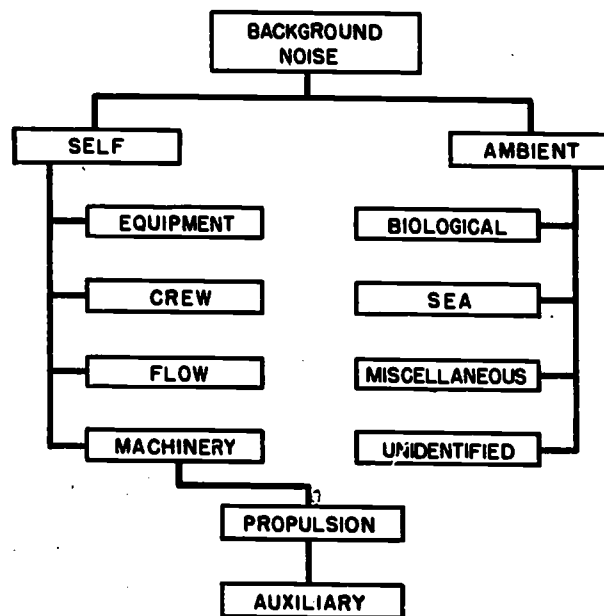 BACKGROUND
NOISE
SELF
AMBIENT
EQUIPMENT
BIOLOGICAL
CREW
SEA
FLOW
MISCELLANEOUS
MACHINERY
UNIDENTIFIED
PROPULSION
AUXILIARY